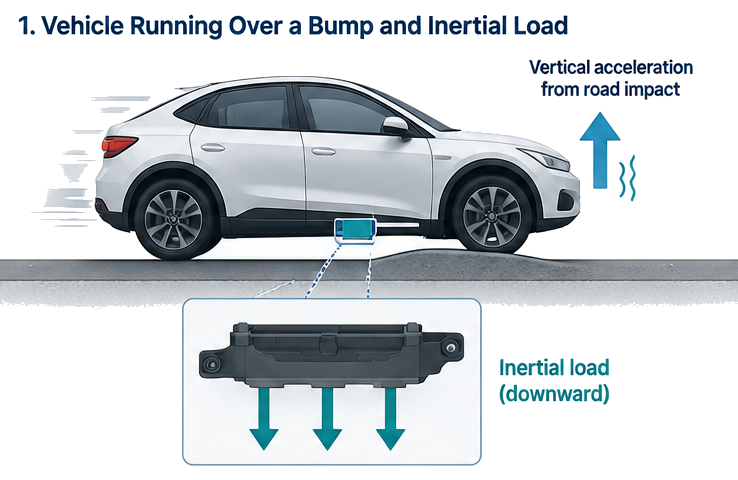 1. Vehicle Running Over a Bump and Inertial Load
Vertical acceleration
from road impact
Inertial load
(downward)